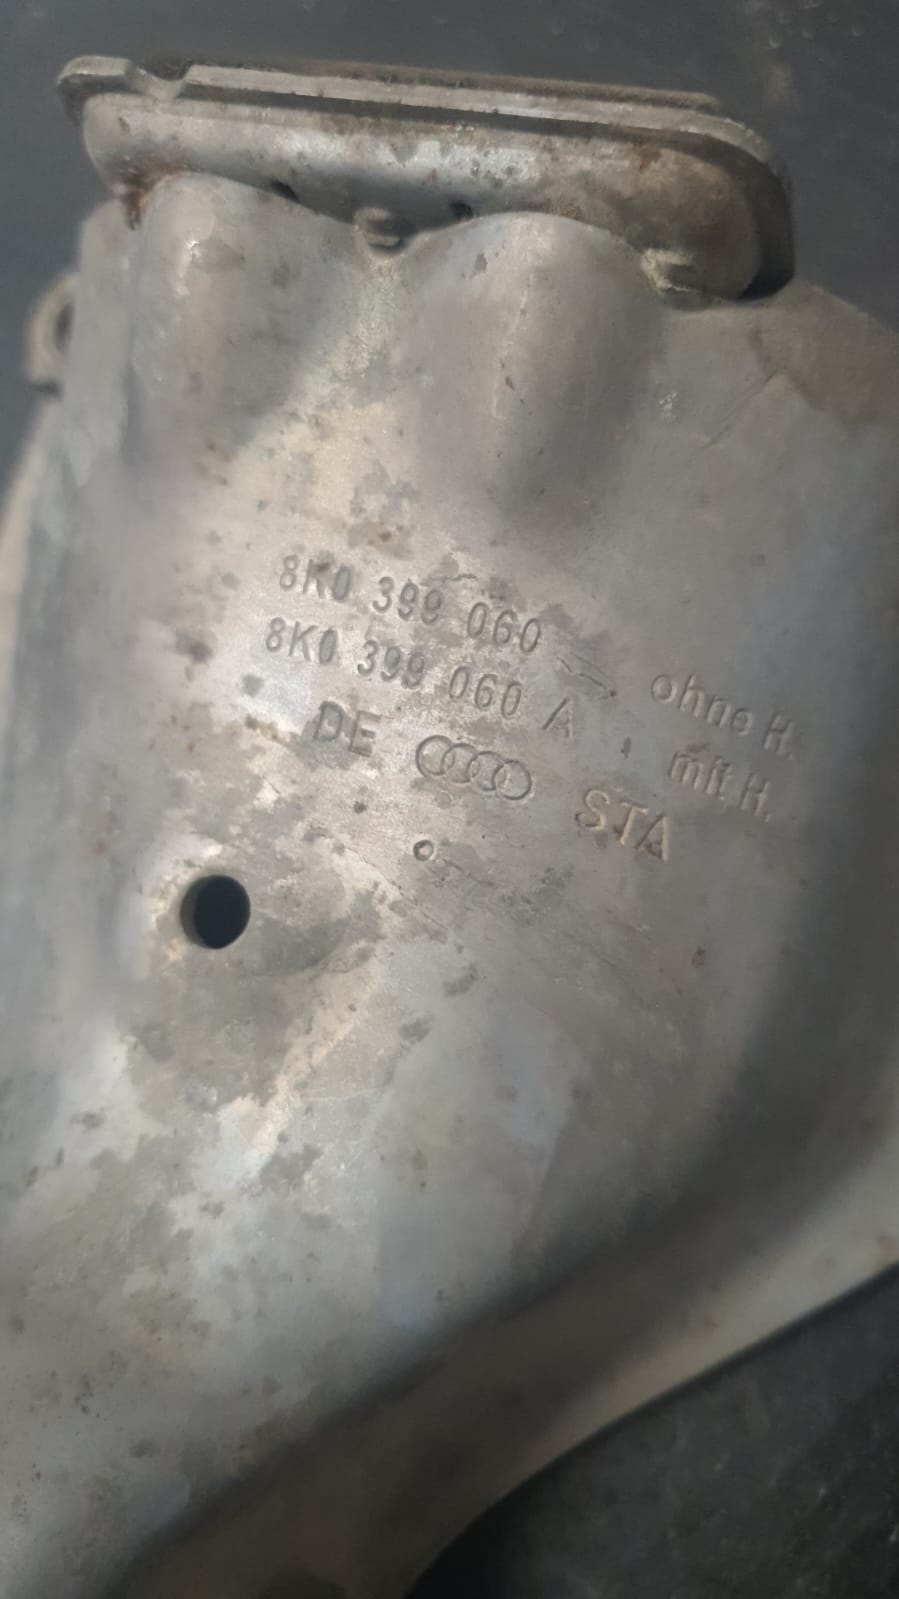 8K0 399 060 ohne H.
8K0 399 060 A mit H.
DE STA